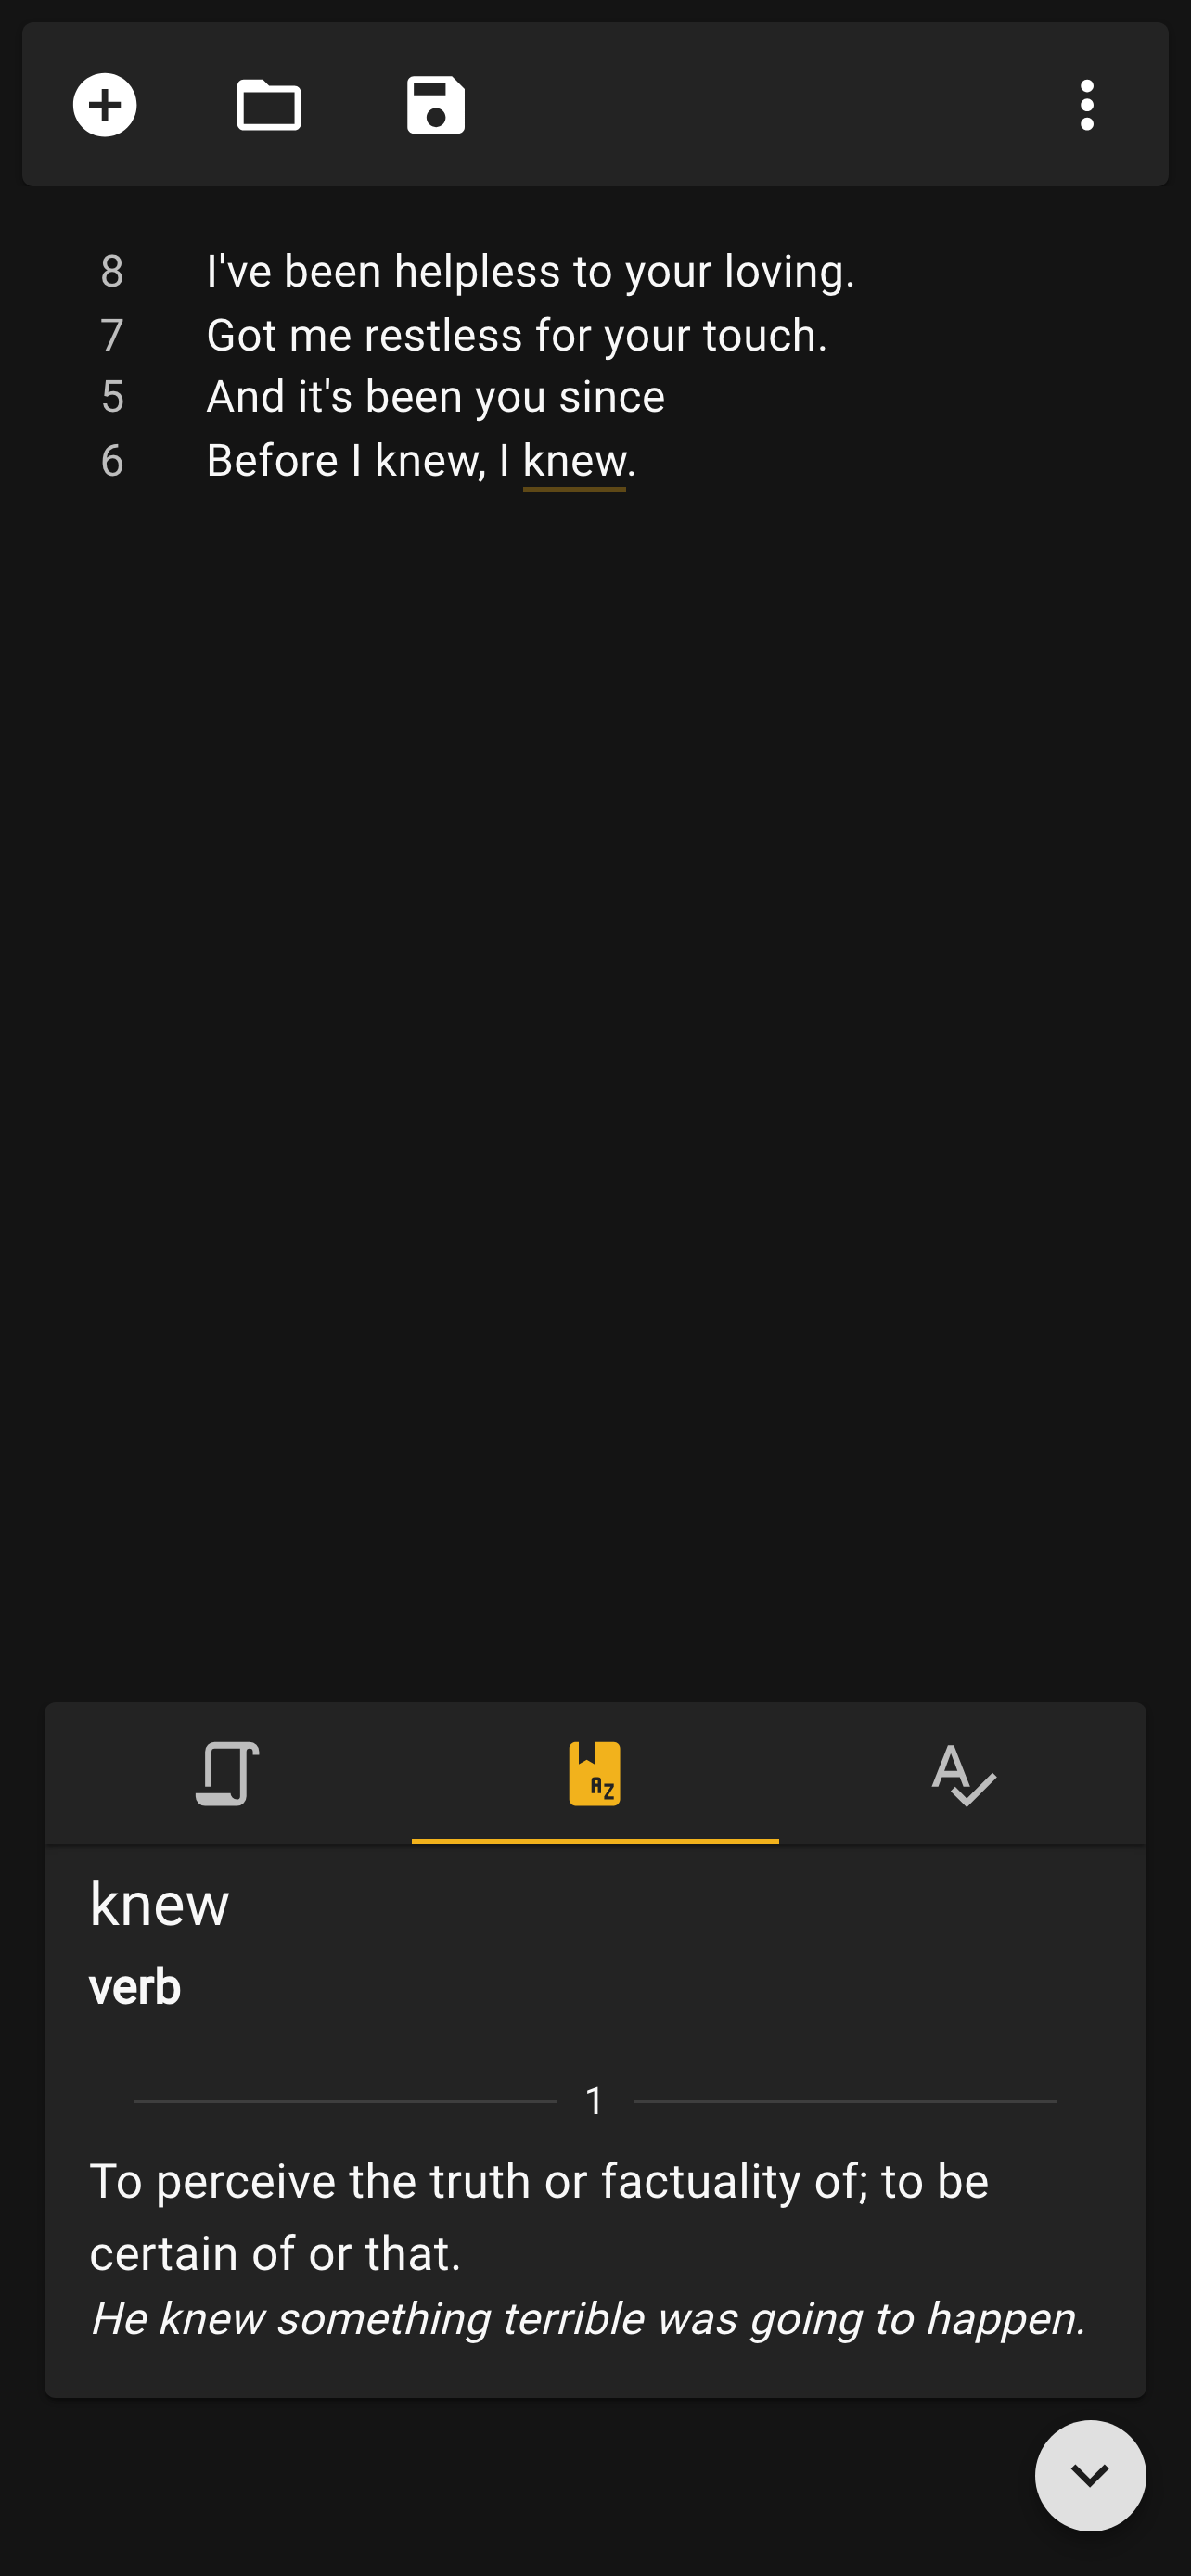 8 I've been helpless to your loving.
7 Got me restless for your touch.
5 And it's been you since
6 Before I knew, I knew.
AZ
A
knew
verb
1
To perceive the truth or factuality of; to be
certain of or that.
He knew something terrible was going to happen.